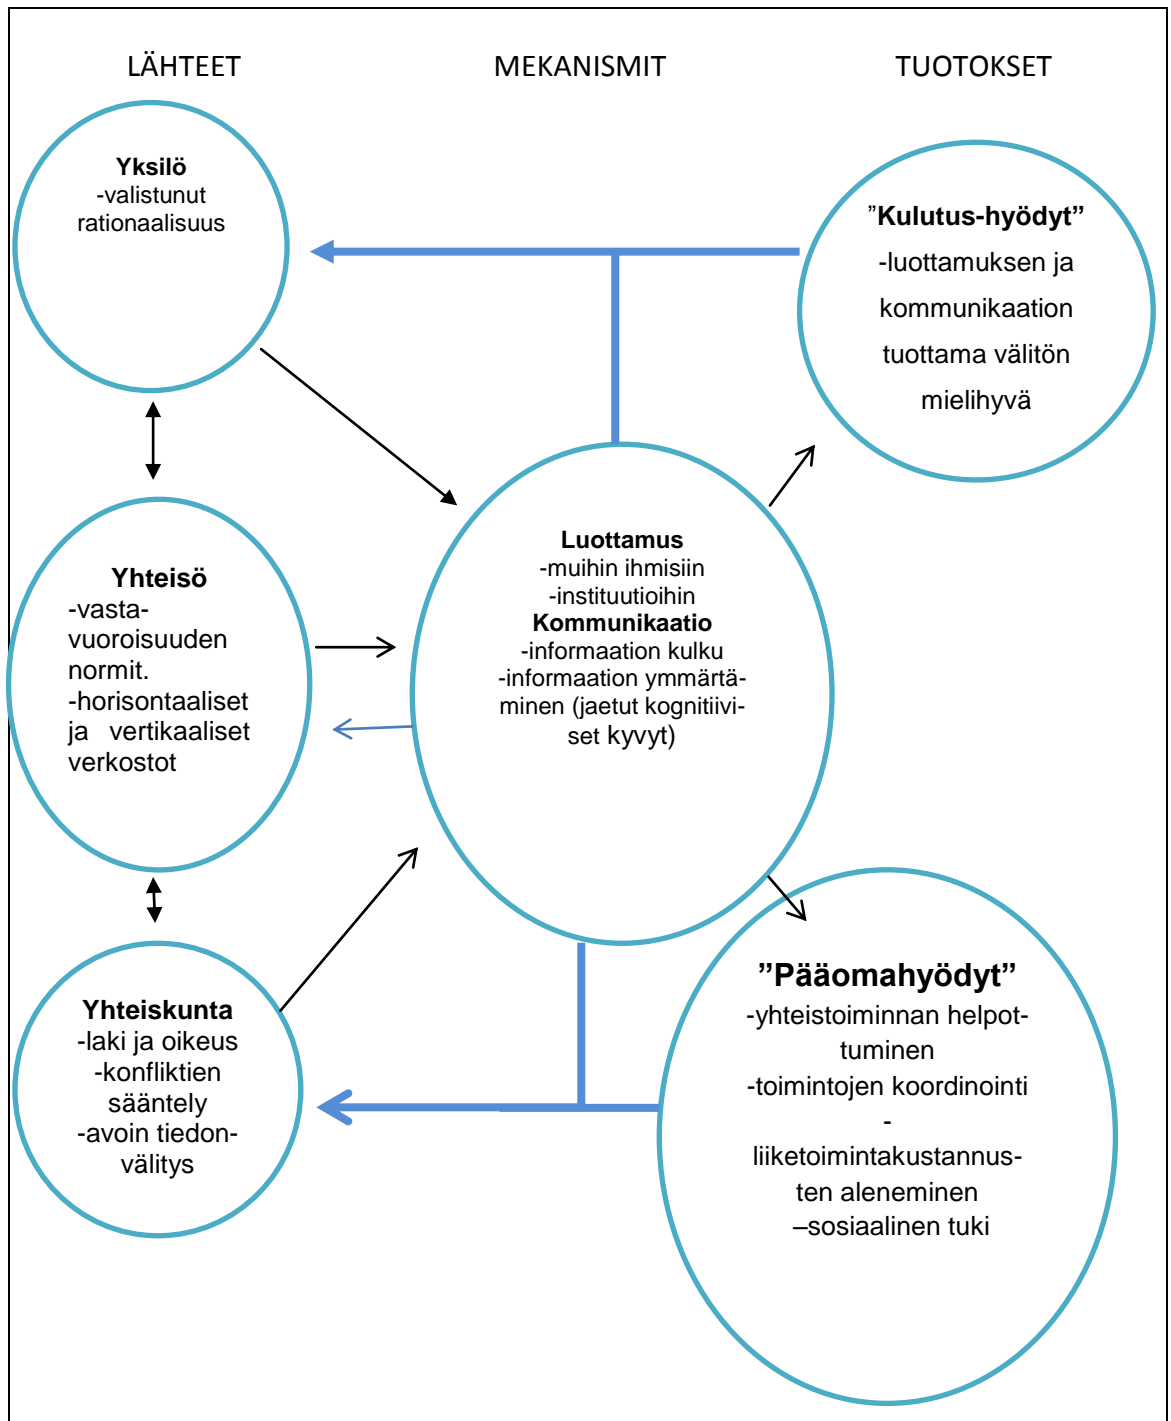 LÄHTEET
MEKANISMIT
TUOTOKSET
Yksilö
-valistunut
rationaalisuus
”Kulutus-hyödyt”
-luottamuksen ja
kommunikaation
tuottama välitön
mielihyvä
Yhteisö
-vasta-
vuoroisuuden
normit.
-horisontaaliset
ja vertikaaliset
verkostot
Luottamus
-muihin ihmisiin
-instituutioihin
Kommunikaatio
-informaation kulku
-informaation ymmärtä-
minen (jaetut kognitiivi-
set kyvyt)
Yhteiskunta
-laki ja oikeus
-konfliktien
sääntely
-avoin tiedon-
välitys
”Pääomahyödyt”
-yhteistoiminnan helpot-
tuminen
-toimintojen koordinointi
-
liiketoimintakustannus-
ten aleneminen
–sosiaalinen tuki